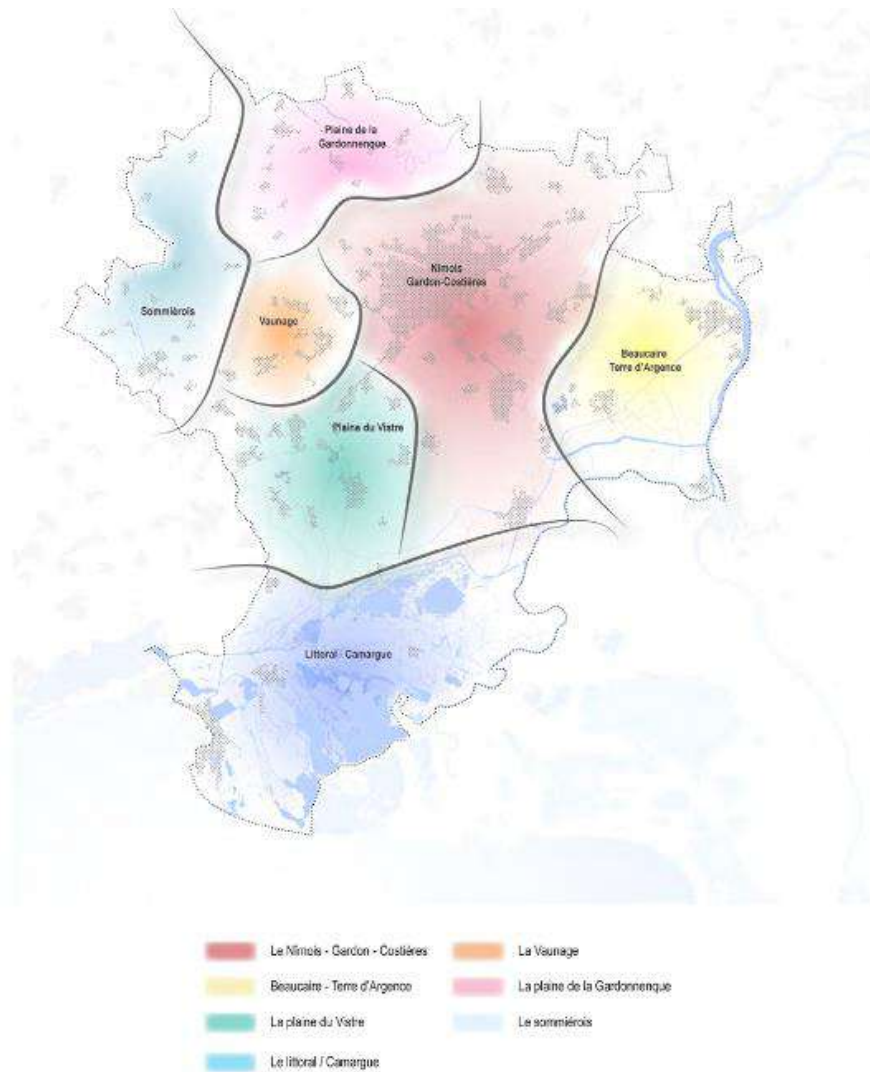 Plaine de la
Gardonnenque
Nîmois
Gardon-Costières
Sommièrois
Vaunage
Beaucaire
Terre d'Argence
Plaine du Vistre
Littoral - Camargue
Le Nîmois - Gardon - Costières
La Vaunage
Beaucaire - Terre d'Argence
La plaine de la Gardonnenque
La plaine du Vistre
Le sommiérois
Le littoral / Camargue